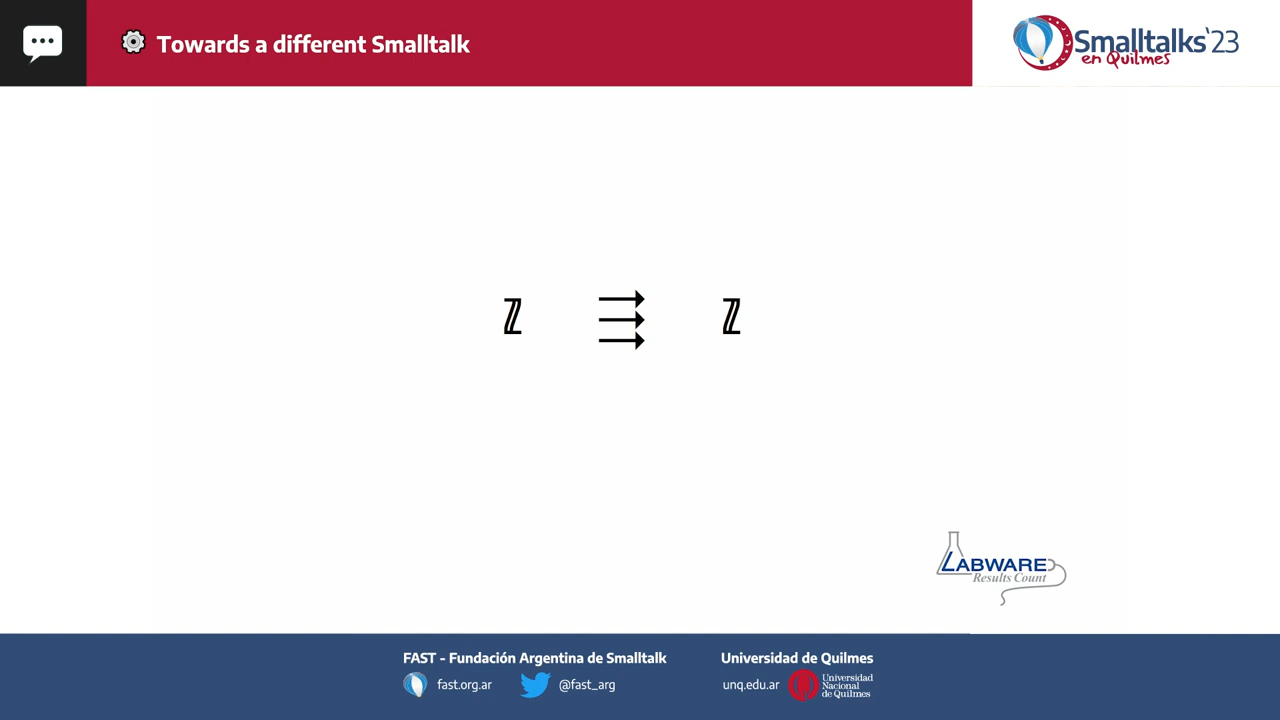 Towards a different Smalltalk
Smalltalks'23
en Quilmes
ℤ ⇶ ℤ
LABWARE
Results Count
FAST - Fundación Argentina de Smalltalk
fast.org.ar @fast_arg
Universidad de Quilmes
unq.edu.ar
Universidad
Nacional
de Quilmes